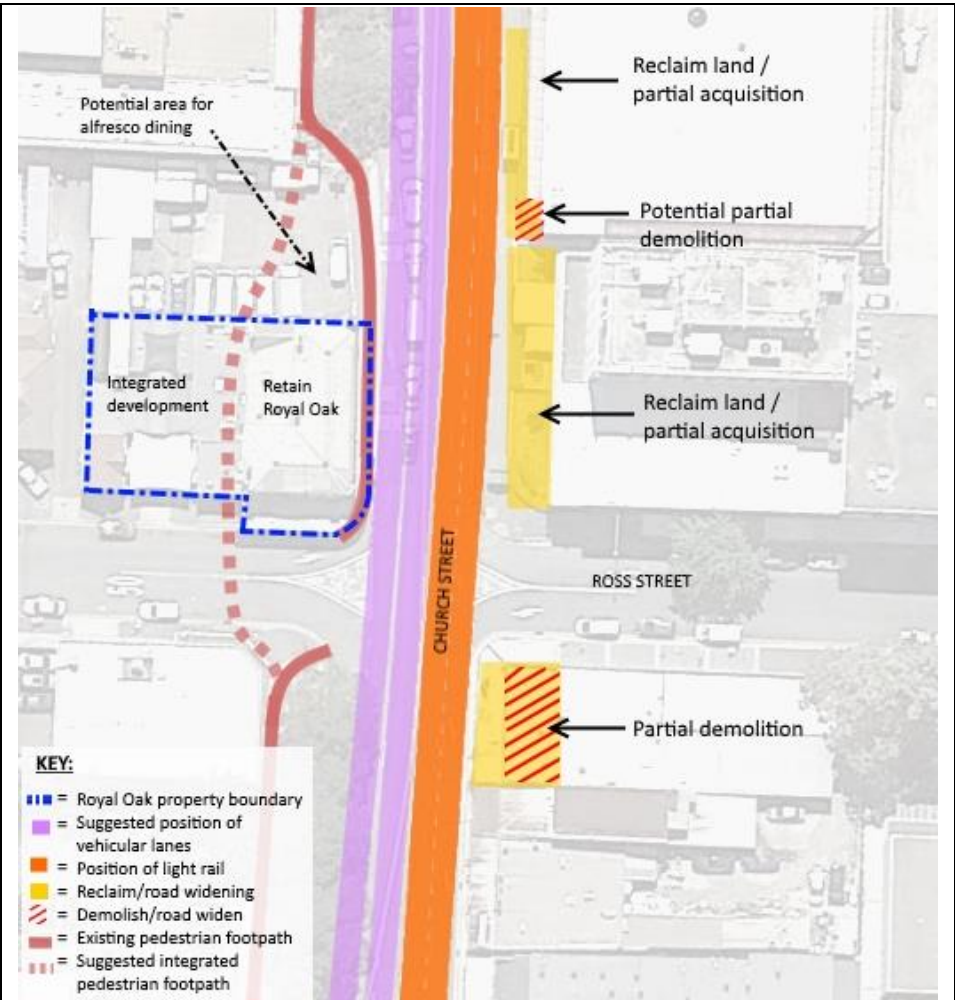 Reclaim land /
partial acquisition
Potential area for
alfresco dining
Potential partial
demolition
Integrated
development
Retain
Royal Oak
Reclaim land /
partial acquisition
CHURCH STREET
ROSS STREET
Partial demolition
KEY:
= Royal Oak property boundary
= Suggested position of
vehicular lanes
= Position of light rail
= Reclaim/road widening
= Demolish/road widen
= Existing pedestrian footpath
= Suggested integrated
pedestrian footpath